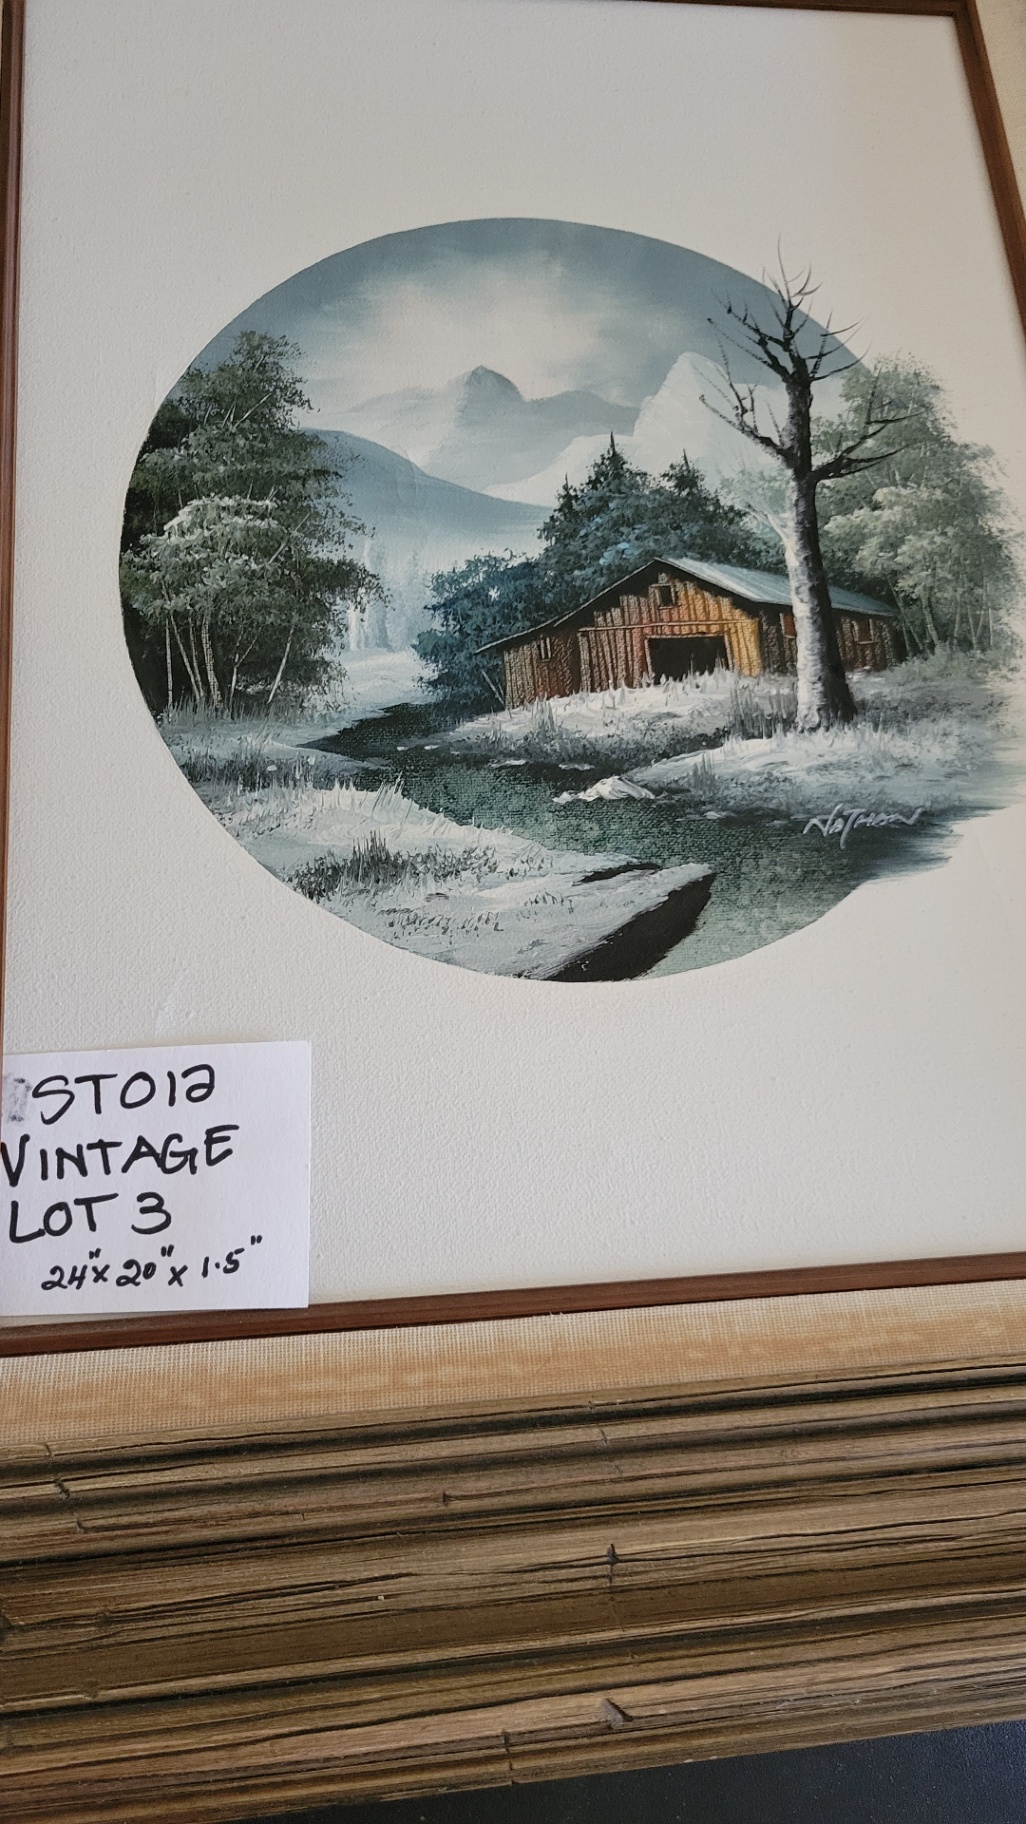 NATHAN
ST012
VINTAGE
LOT 3
24" x 20" x 1.5"